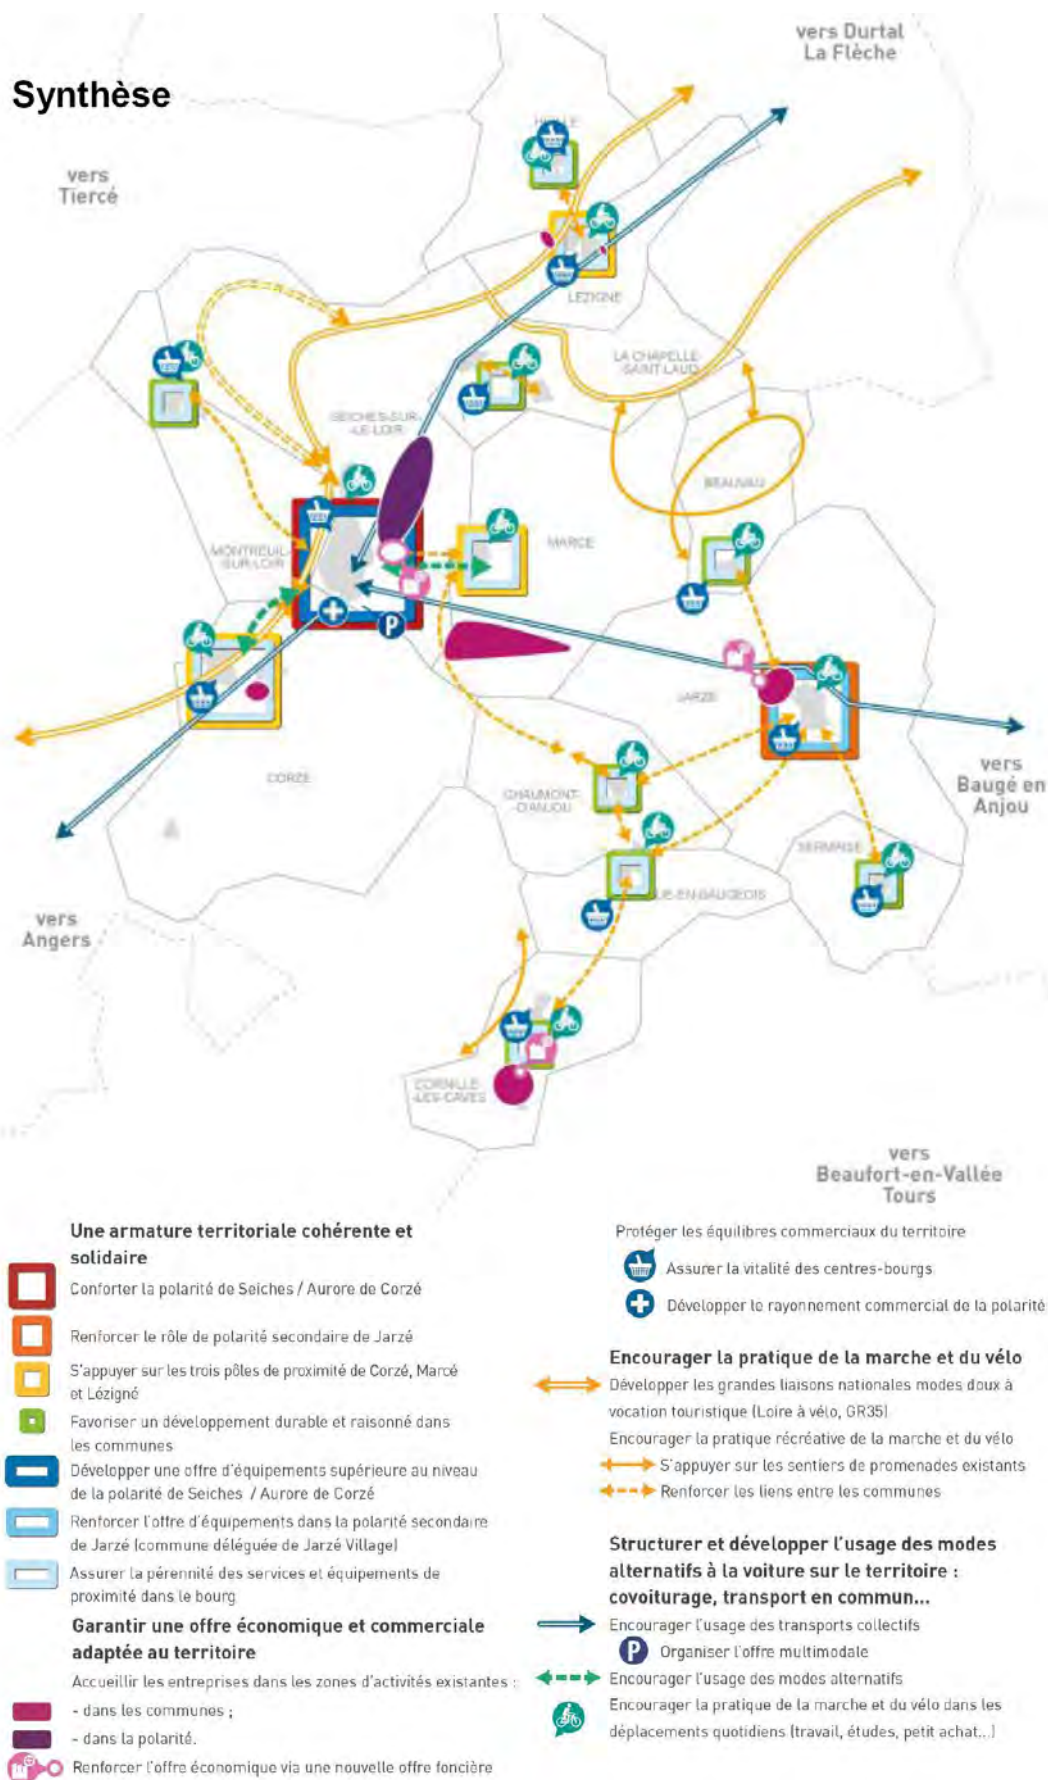 vers Durtal
La Flèche
Synthèse
vers
Tiercé
LÉZIGNÉ
LA CHAPELLE-
SAINT-LAUD
SEICHES-SUR-
-LE-LOIR
BEAUVAU
MONTREUIL-
-SUR-LOIR
MARCÉ
P
JARZÉ
CORZÉ
vers
Baugé en
Anjou
CHAUMONT-
-D'ANJOU
SERMAISE
UE-EN-BAUGEOIS
vers
Angers
CORNILLÉ-
-LES-CAVES
vers
Beaufort-en-Vallée
Tours
Une armature territoriale cohérente et
solidaire
Conforter la polarité de Seiches / Aurore de Corzé
Renforcer le rôle de polarité secondaire de Jarzé
S'appuyer sur les trois pôles de proximité de Corzé, Marcé
et Lézigné
Favoriser un développement durable et raisonné dans
les communes
Développer une offre d'équipements supérieure au niveau
de la polarité de Seiches / Aurore de Corzé
Renforcer l'offre d'équipements dans la polarité secondaire
de Jarzé (commune déléguée de Jarzé Village)
Assurer la pérennité des services et équipements de
proximité dans le bourg
Garantir une offre économique et commerciale
adaptée au territoire
Accueillir les entreprises dans les zones d'activités existantes :
- dans les communes ;
- dans la polarité.
Renforcer l'offre économique via une nouvelle offre foncière
Protéger les équilibres commerciaux du territoire
Assurer la vitalité des centres-bourgs
Développer le rayonnement commercial de la polarité
Encourager la pratique de la marche et du vélo
Développer les grandes liaisons nationales modes doux à
vocation touristique (Loire à vélo, GR35)
Encourager la pratique récréative de la marche et du vélo
S'appuyer sur les sentiers de promenades existants
Renforcer les liens entre les communes
Structurer et développer l'usage des modes
alternatifs à la voiture sur le territoire :
covoiturage, transport en commun...
Encourager l'usage des transports collectifs
P Organiser l'offre multimodale
Encourager l'usage des modes alternatifs
Encourager la pratique de la marche et du vélo dans les
déplacements quotidiens (travail, études, petit achat...)